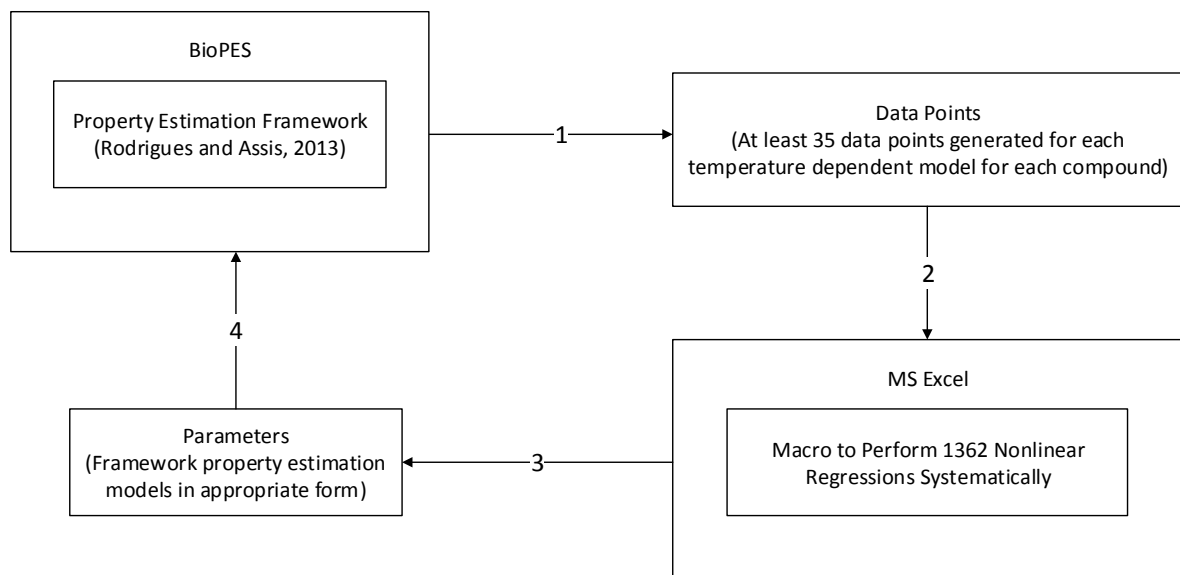 BioPES
Property Estimation Framework
(Rodrigues and Assis, 2013)
1
Data Points
(At least 35 data points generated for each
temperature dependent model for each compound)
2
MS Excel
Macro to Perform 1362 Nonlinear
Regressions Systematically
3
Parameters
(Framework property estimation
models in appropriate form)
4